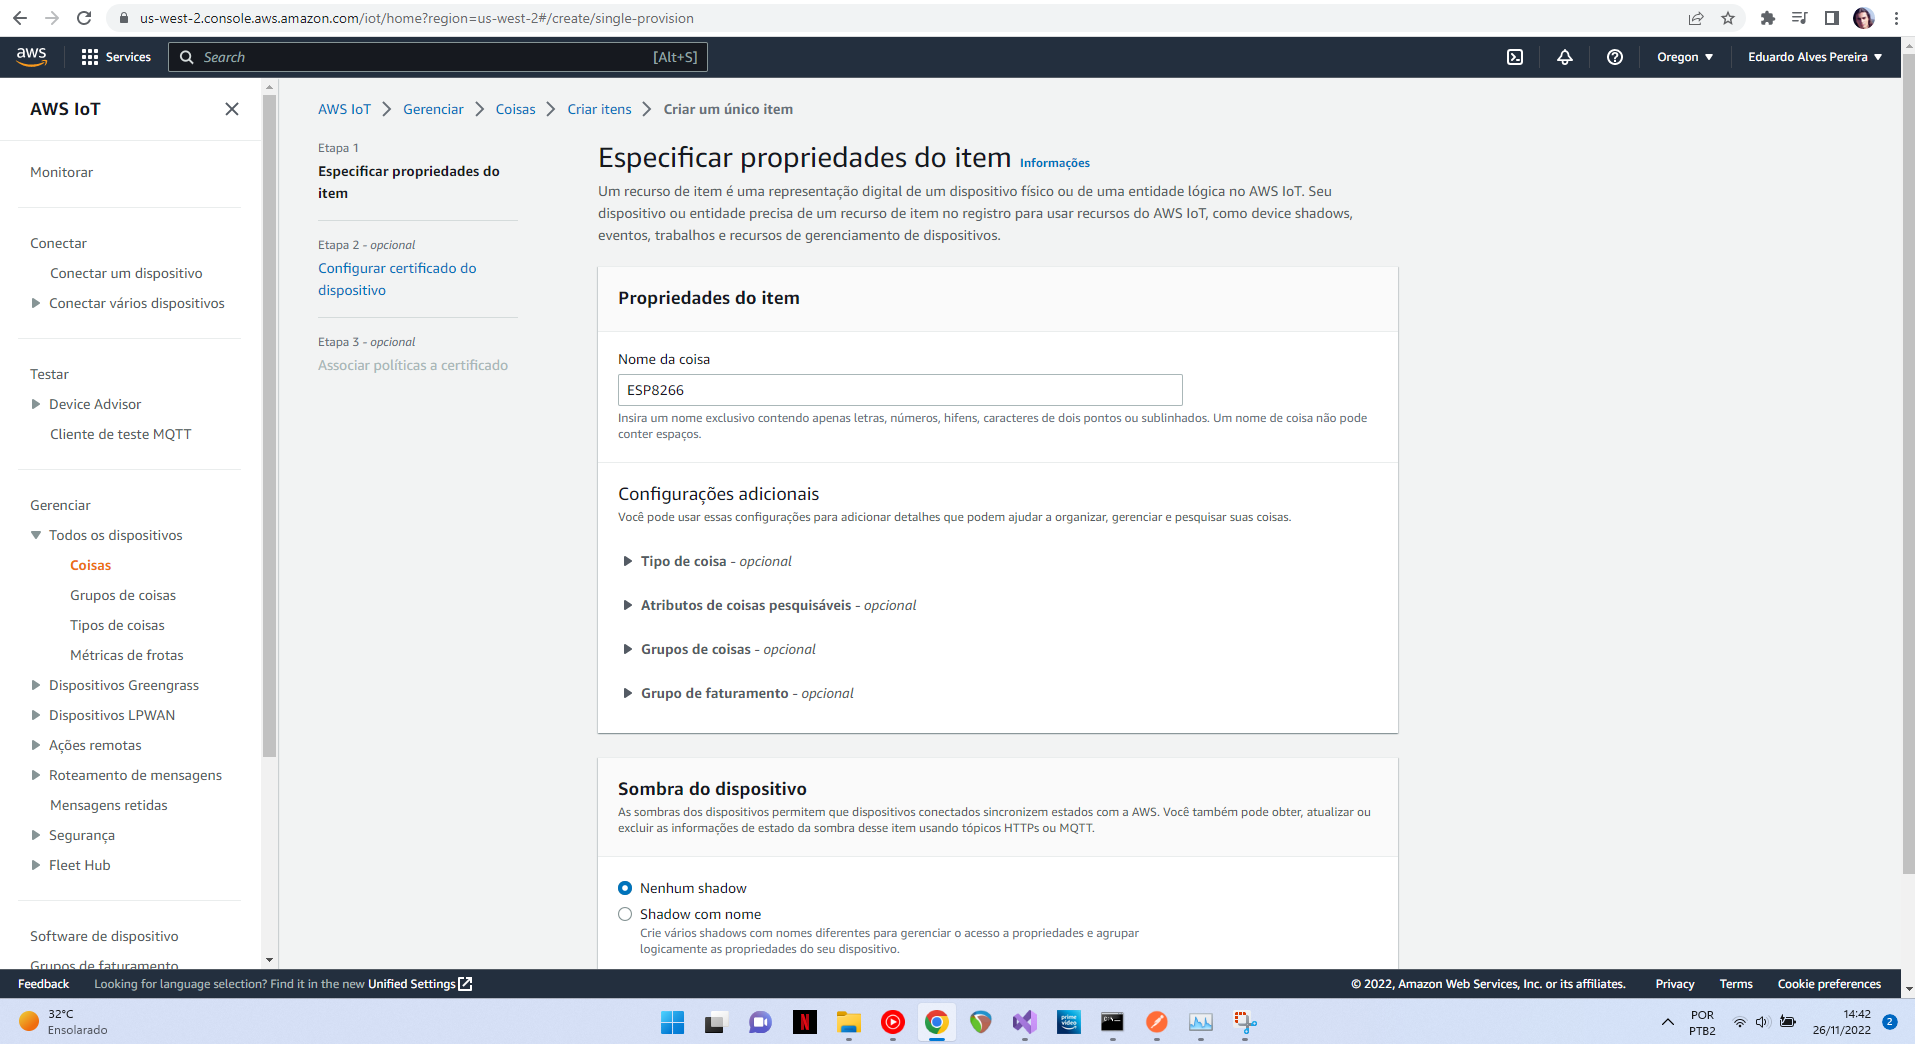 us-west-2.console.aws.amazon.com/iot/home?region=us-west-2#/create/single-provision
aws
Services
Search
[Alt+S]
Oregon
Eduardo Alves Pereira
AWS IoT
Monitorar
Conectar
Conectar um dispositivo
Conectar vários dispositivos
Testar
Device Advisor
Cliente de teste MQTT
Gerenciar
Todos os dispositivos
Coisas
Grupos de coisas
Tipos de coisas
Métricas de frotas
Dispositivos Greengrass
Dispositivos LPWAN
Ações remotas
Roteamento de mensagens
Mensagens retidas
Segurança
Fleet Hub
Software de dispositivo
Grupos de faturamento
AWS IoT
Gerenciar
Coisas
Criar itens
Criar um único item
Etapa 1
Especificar propriedades do
item
Etapa 2 - opcional
Configurar certificado do
dispositivo
Etapa 3 - opcional
Associar políticas a certificado
Especificar propriedades do item Informações
Um recurso de item é uma representação digital de um dispositivo físico ou de uma entidade lógica no AWS IoT. Seu
dispositivo ou entidade precisa de um recurso de item no registro para usar recursos do AWS IoT, como device shadows,
eventos, trabalhos e recursos de gerenciamento de dispositivos.
Propriedades do item
Nome da coisa
ESP8266
Insira um nome exclusivo contendo apenas letras, números, hifens, caracteres de dois pontos ou sublinhados. Um nome de coisa não pode
conter espaços.
Configurações adicionais
Você pode usar essas configurações para adicionar detalhes que podem ajudar a organizar, gerenciar e pesquisar suas coisas.
Tipo de coisa - opcional
Atributos de coisas pesquisáveis - opcional
Grupos de coisas - opcional
Grupo de faturamento - opcional
Sombra do dispositivo
As sombras dos dispositivos permitem que dispositivos conectados sincronizem estados com a AWS. Você também pode obter, atualizar ou
excluir as informações de estado da sombra desse item usando tópicos HTTPs ou MQTT.
Nenhum shadow
Shadow com nome
Crie vários shadows com nomes diferentes para gerenciar o acesso a propriedades e agrupar
logicamente as propriedades do seu dispositivo.
Feedback
Looking for language selection? Find it in the new Unified Settings
© 2022, Amazon Web Services, Inc. or its affiliates.
Privacy
Terms
Cookie preferences
32°C
Ensolarado
N
prime
video
POR
PTB2
14:42
26/11/2022
2